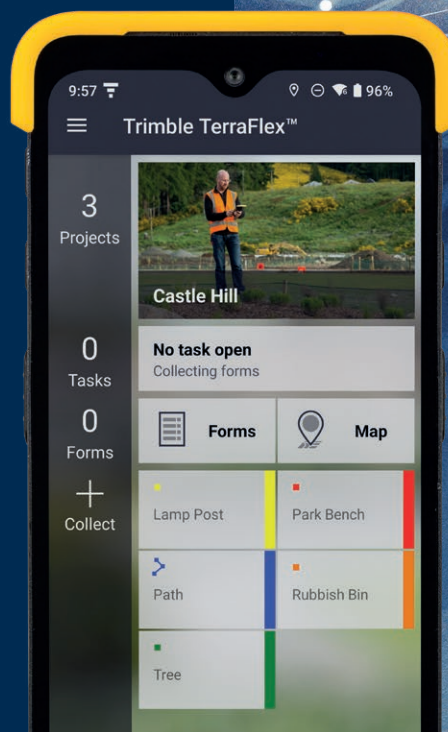 9:57
96%
Trimble TerraFlex™
3
Projects
Castle Hill
0
Tasks
No task open
Collecting forms
0
Forms
Forms
Map
Collect
Lamp Post
Park Bench
Path
Rubbish Bin
Tree